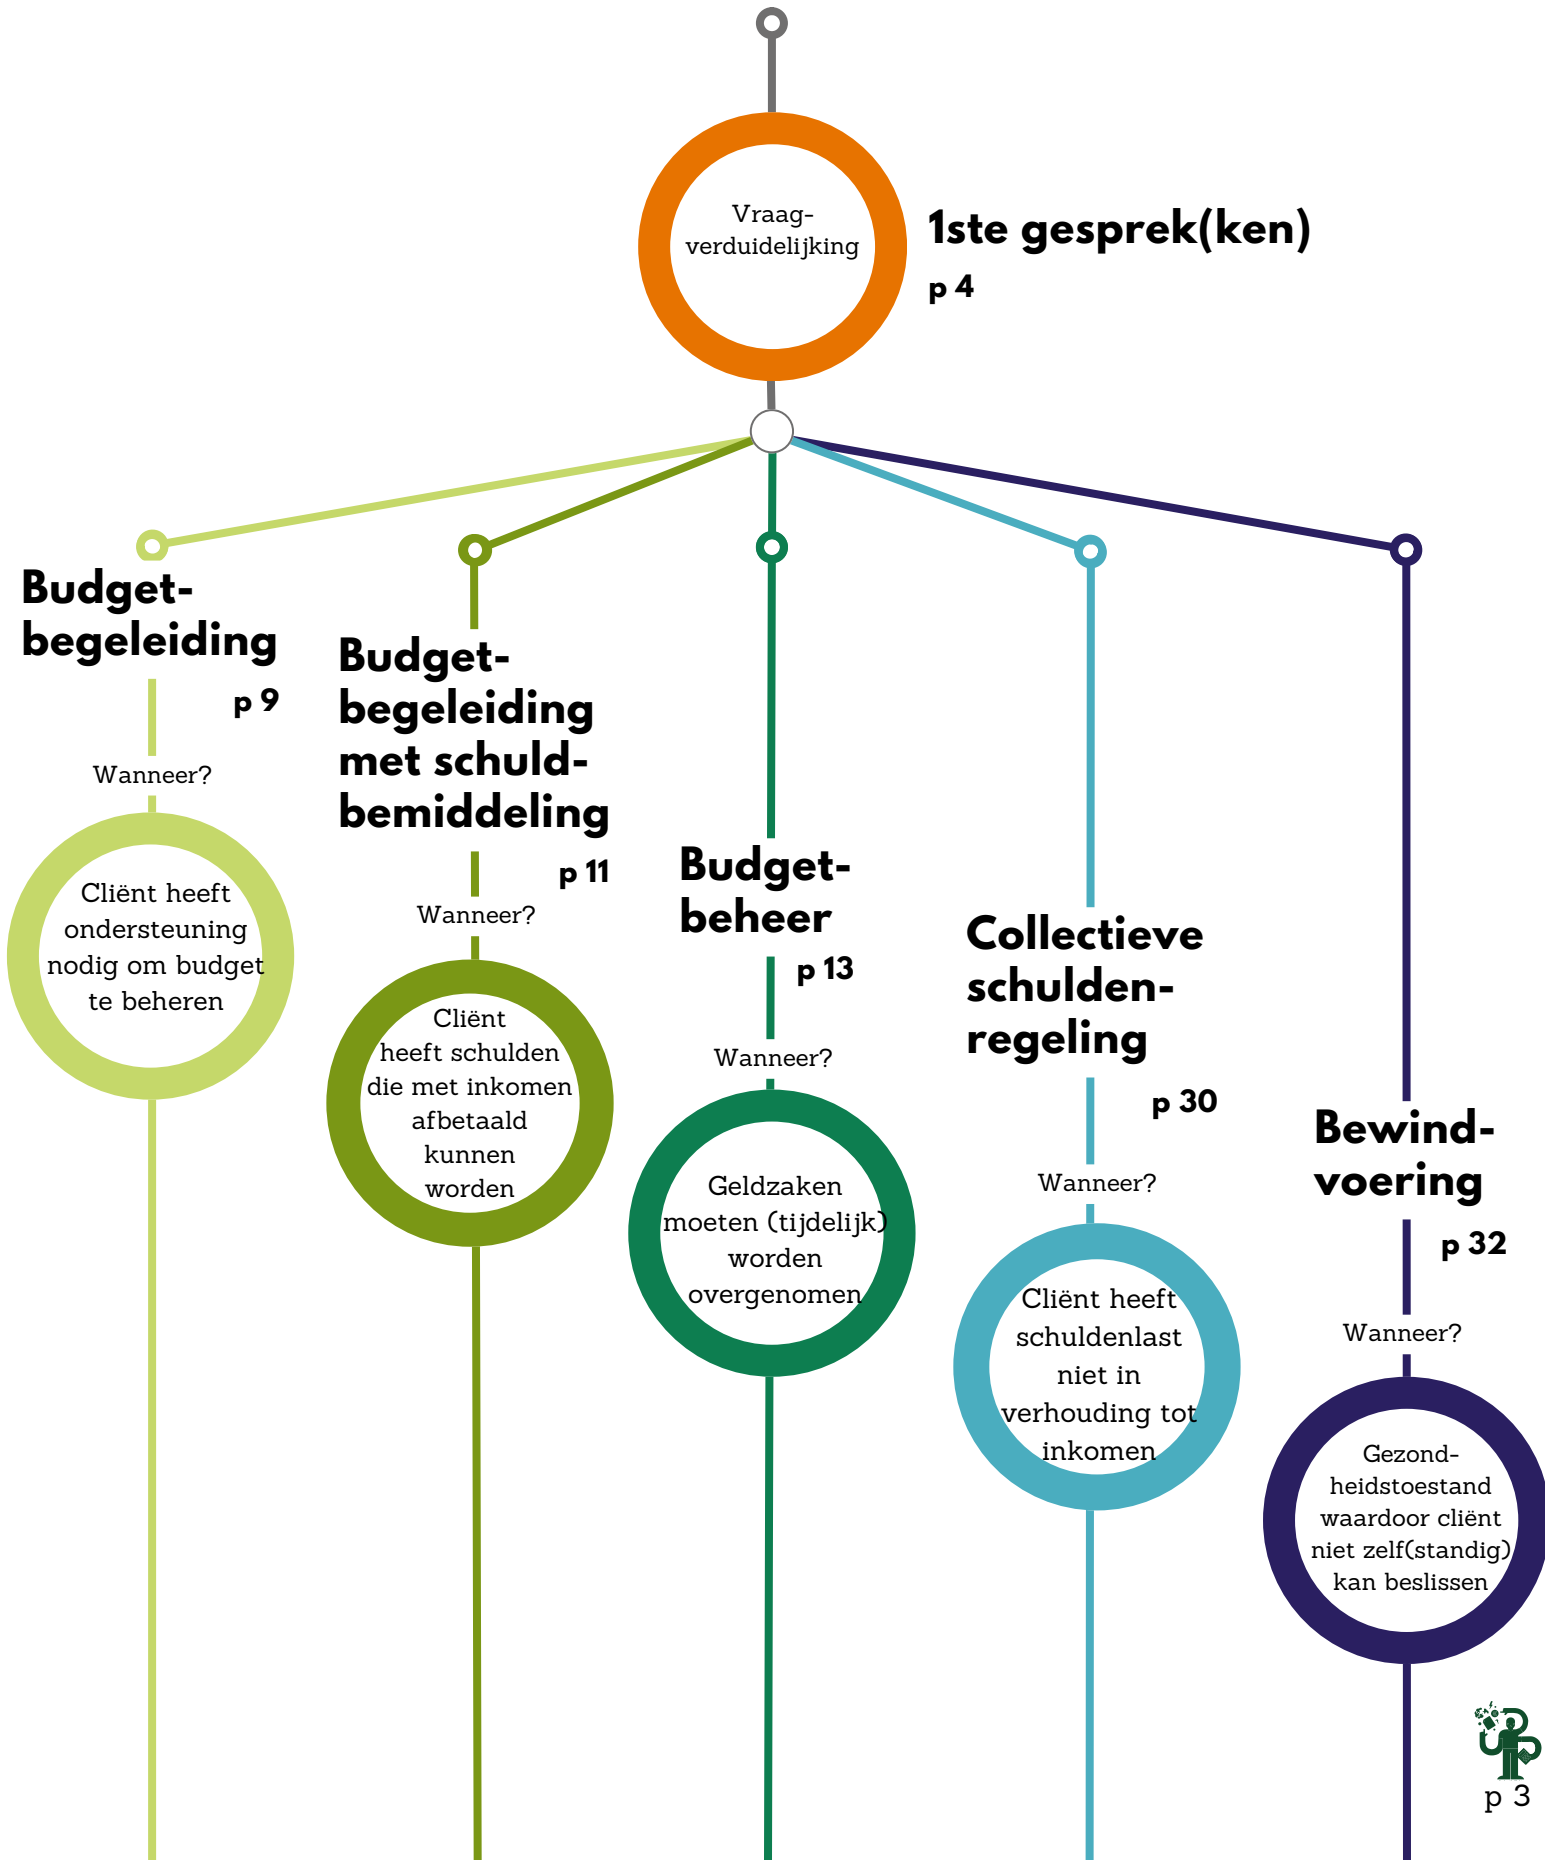 Vraag-
verduidelijking
1ste gesprek(ken)
p 4
Budget-
begeleiding
p 9
Wanneer?
Cliënt heeft
ondersteuning
nodig om budget
te beheren
Budget-
begeleiding
met schuld-
bemiddeling
p 11
Wanneer?
Cliënt
heeft schulden
die met inkomen
afbetaald
kunnen
worden
Budget-
beheer
p 13
Wanneer?
Geldzaken
moeten (tijdelijk)
worden
overgenomen
Collectieve
schulden-
regeling
p 30
Wanneer?
Cliënt heeft
schuldenlast
niet in
verhouding tot
inkomen
Bewind-
voering
p 32
Wanneer?
Gezond-
heidstoestand
waardoor cliënt
niet zelf(standig)
kan beslissen
p 3